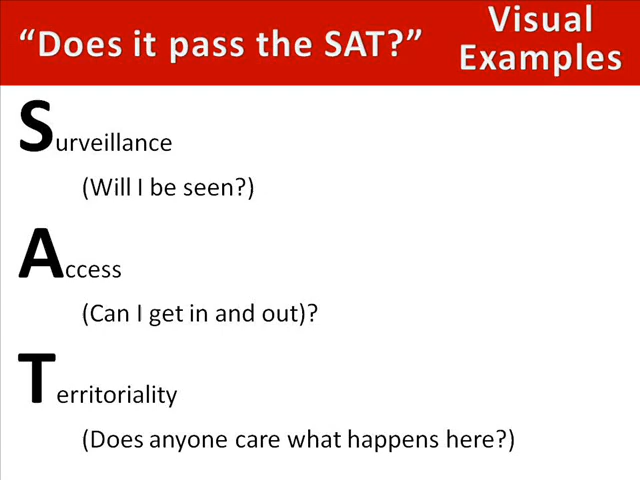 “Does it pass the SAT?”
Visual
Examples
Surveillance
(Will I be seen?)
Access
(Can I get in and out)?
Territoriality
(Does anyone care what happens here?)